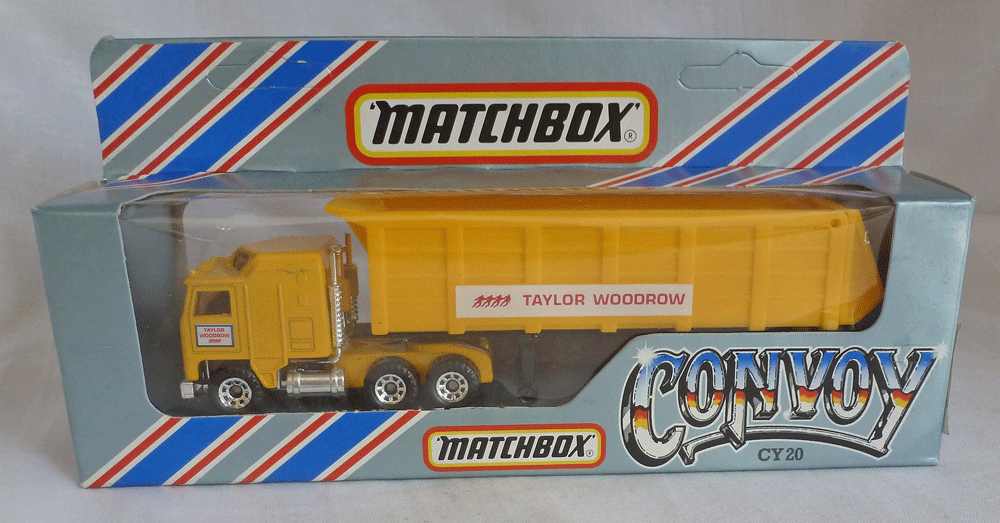 'MATCHBOX'®
TAYLOR WOODROW
TAYLOR
WOODROW
CONVOY
'MATCHBOX'®
CY20